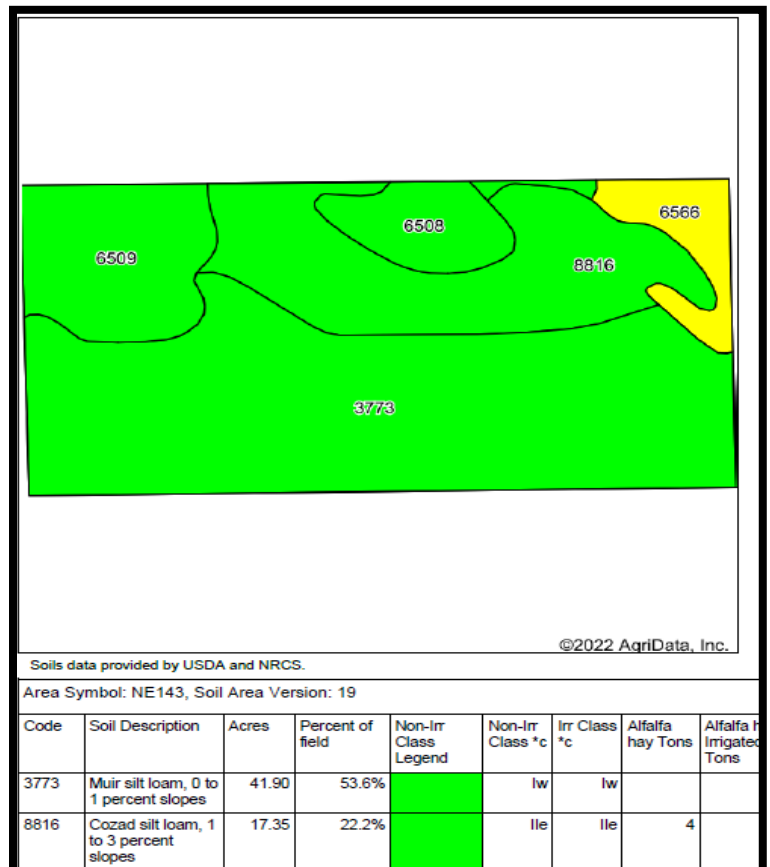 6566
6508
6509
8816
3773
©2022 AgriData, Inc.
Soils data provided by USDA and NRCS.
Area Symbol: NE143, Soil Area Version: 19
Code Soil Description Acres Percent of field Non-Irr Class Legend Non-Irr Class *c Irr Class *c Alfalfa hay Tons Alfalfa h Irrigated Tons
3773 Muir silt loam, 0 to 1 percent slopes 41.90 53.6% Iw Iw
8816 Cozad silt loam, 1 to 3 percent slopes 17.35 22.2% IIe IIe 4